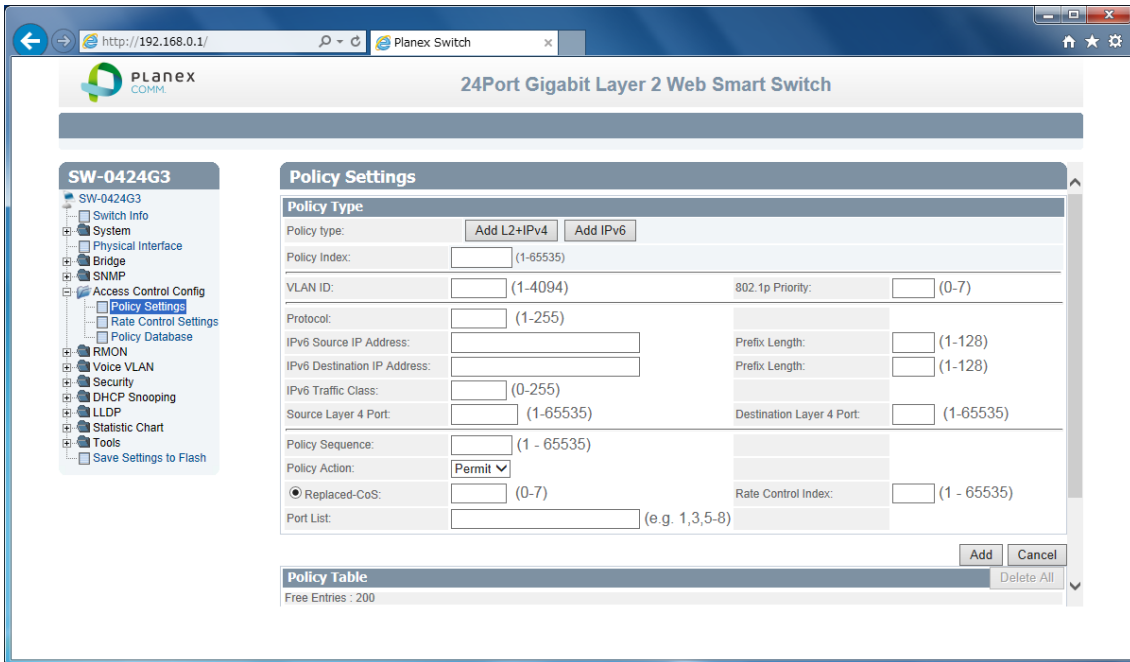 http://192.168.0.1/ Planex Switch
PLANEX
COMM.
24Port Gigabit Layer 2 Web Smart Switch
SW-0424G3
SW-0424G3
Switch Info
System
Physical Interface
Bridge
SNMP
Access Control Config
Policy Settings
Rate Control Settings
Policy Database
RMON
Voice VLAN
Security
DHCP Snooping
LLDP
Statistic Chart
Tools
Save Settings to Flash
Policy Settings
Policy Type
Policy type: Add L2+IPv4 Add IPv6
Policy Index: (1-65535)
VLAN ID: (1-4094) 802.1p Priority: (0-7)
Protocol: (1-255)
IPv6 Source IP Address: Prefix Length: (1-128)
IPv6 Destination IP Address: Prefix Length: (1-128)
IPv6 Traffic Class: (0-255)
Source Layer 4 Port: (1-65535) Destination Layer 4 Port: (1-65535)
Policy Sequence: (1 - 65535)
Policy Action: Permit
Replaced-CoS: (0-7) Rate Control Index: (1 - 65535)
Port List: (e.g. 1,3,5-8)
Add Cancel
Policy Table Delete All
Free Entries : 200